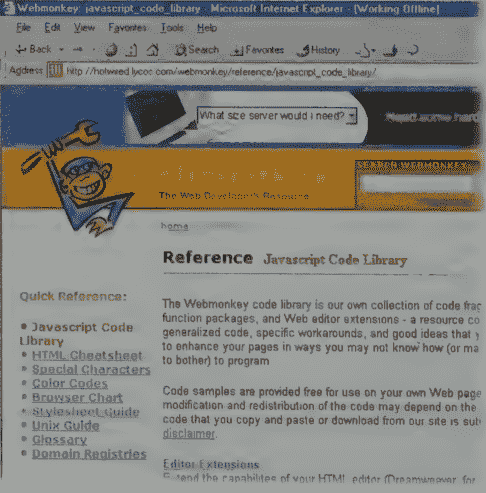 Webmonkey: javascript_code_library - Microsoft Internet Explorer - [Working Offline]
File Edit View Favorites Tools Help
Back Search Favorites History
Address http://hotwired.lycos.com/webmonkey/reference/javascript_code_library/
What size server would i need? Need some hard
SEARCH WEBMONKEY
The Web Developer's Resource
home
Reference Javascript Code Library
Quick Reference:
The Webmonkey code library is our own collection of code frag
function packages, and Web editor extensions - a resource co
generalized code, specific workarounds, and good ideas that y
to enhance your pages in ways you may not know how (or ma
to bother) to program
Javascript Code
Library
HTML Cheatsheet
Special Characters
Color Codes
Browser Chart
Stylesheet Guide
Unix Guide
Glossary
Domain Registries
Code samples are provided free for use on your own Web page
modification and redistribution of the code may depend on the
code that you copy and paste or download from our site is sub
disclaimer.
Editor Extensions
Extend the capabilities of your HTML editor (Dreamweaver, for